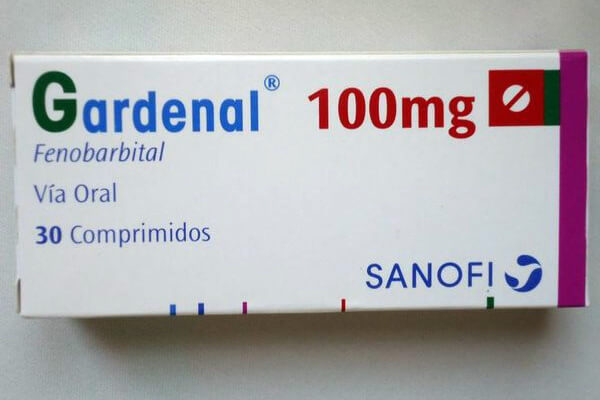 Gardenal® 100mg
Fenobarbital
Vía Oral
30 Comprimidos
SANOFI